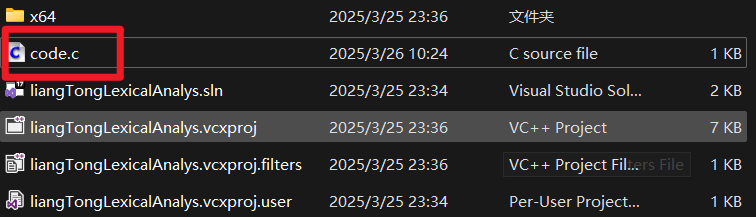 x64 2025/3/25 23:36 文件夹
code.c 2025/3/26 10:24 C source file 1 KB
liangTongLexicalAnalys.sln 2025/3/25 23:34 Visual Studio Sol... 2 KB
liangTongLexicalAnalys.vcxproj 2025/3/25 23:36 VC++ Project 7 KB
liangTongLexicalAnalys.vcxproj.filters 2025/3/25 23:36 VC++ Project Fil... ters File 1 KB
liangTongLexicalAnalys.vcxproj.user 2025/3/25 23:34 Per-User Project... 1 KB